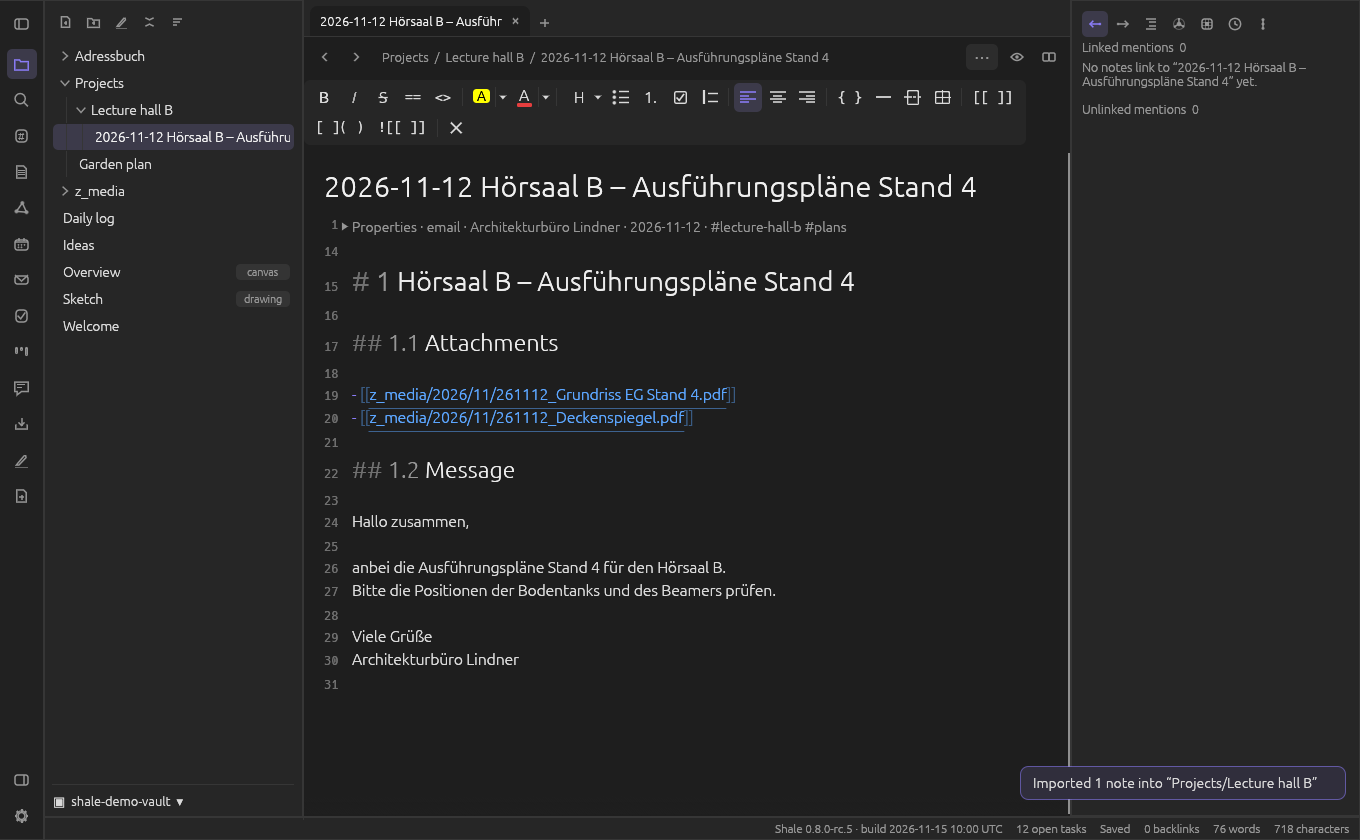 2026-11-12 Hörsaal B – Ausführ
Adressbuch
Projects
Lecture hall B
2026-11-12 Hörsaal B – Ausführu
Garden plan
z_media
Daily log
Ideas
Overview canvas
Sketch drawing
Welcome
shale-demo-vault
Projects / Lecture hall B / 2026-11-12 Hörsaal B – Ausführungspläne Stand 4
B I S == <> A A H 1. { } [[ ]]
[ ]( ) ![[ ]]
2026-11-12 Hörsaal B – Ausführungspläne Stand 4
1 Properties · email · Architekturbüro Lindner · 2026-11-12 · #lecture-hall-b #plans
14
15 # 1 Hörsaal B – Ausführungspläne Stand 4
16
17 ## 1.1 Attachments
18
19 - [[z_media/2026/11/261112_Grundriss EG Stand 4.pdf]]
20 - [[z_media/2026/11/261112_Deckenspiegel.pdf]]
21
22 ## 1.2 Message
23
24 Hallo zusammen,
25
26 anbei die Ausführungspläne Stand 4 für den Hörsaal B.
27 Bitte die Positionen der Bodentanks und des Beamers prüfen.
28
29 Viele Grüße
30 Architekturbüro Lindner
31
Linked mentions 0
No notes link to “2026-11-12 Hörsaal B –
Ausführungspläne Stand 4” yet.
Unlinked mentions 0
Imported 1 note into “Projects/Lecture hall B”
Shale 0.8.0-rc.5 · build 2026-11-15 10:00 UTC 12 open tasks Saved 0 backlinks 76 words 718 characters